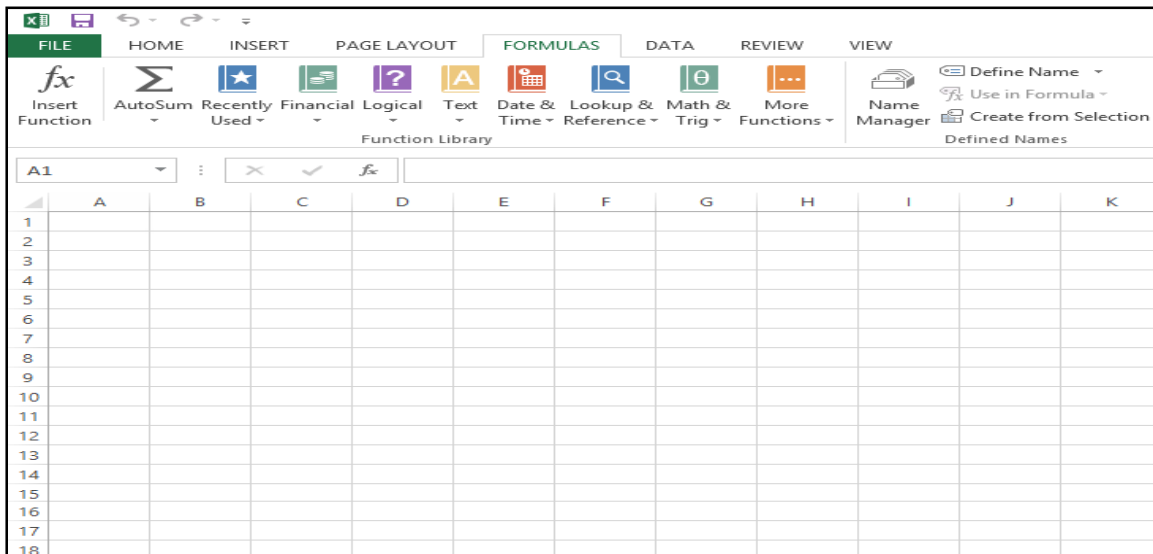 FILE HOME INSERT PAGE LAYOUT FORMULAS DATA REVIEW VIEW
fx Σ ? A θ Define Name
fx Use in Formula
Insert AutoSum Recently Financial Logical Text Date & Lookup & Math & More Name
Function Used Time Reference Trig Functions Manager Create from Selection
Function Library Defined Names
A1 fx
A B C D E F G H I J K
1
2
3
4
5
6
7
8
9
10
11
12
13
14
15
16
17
18